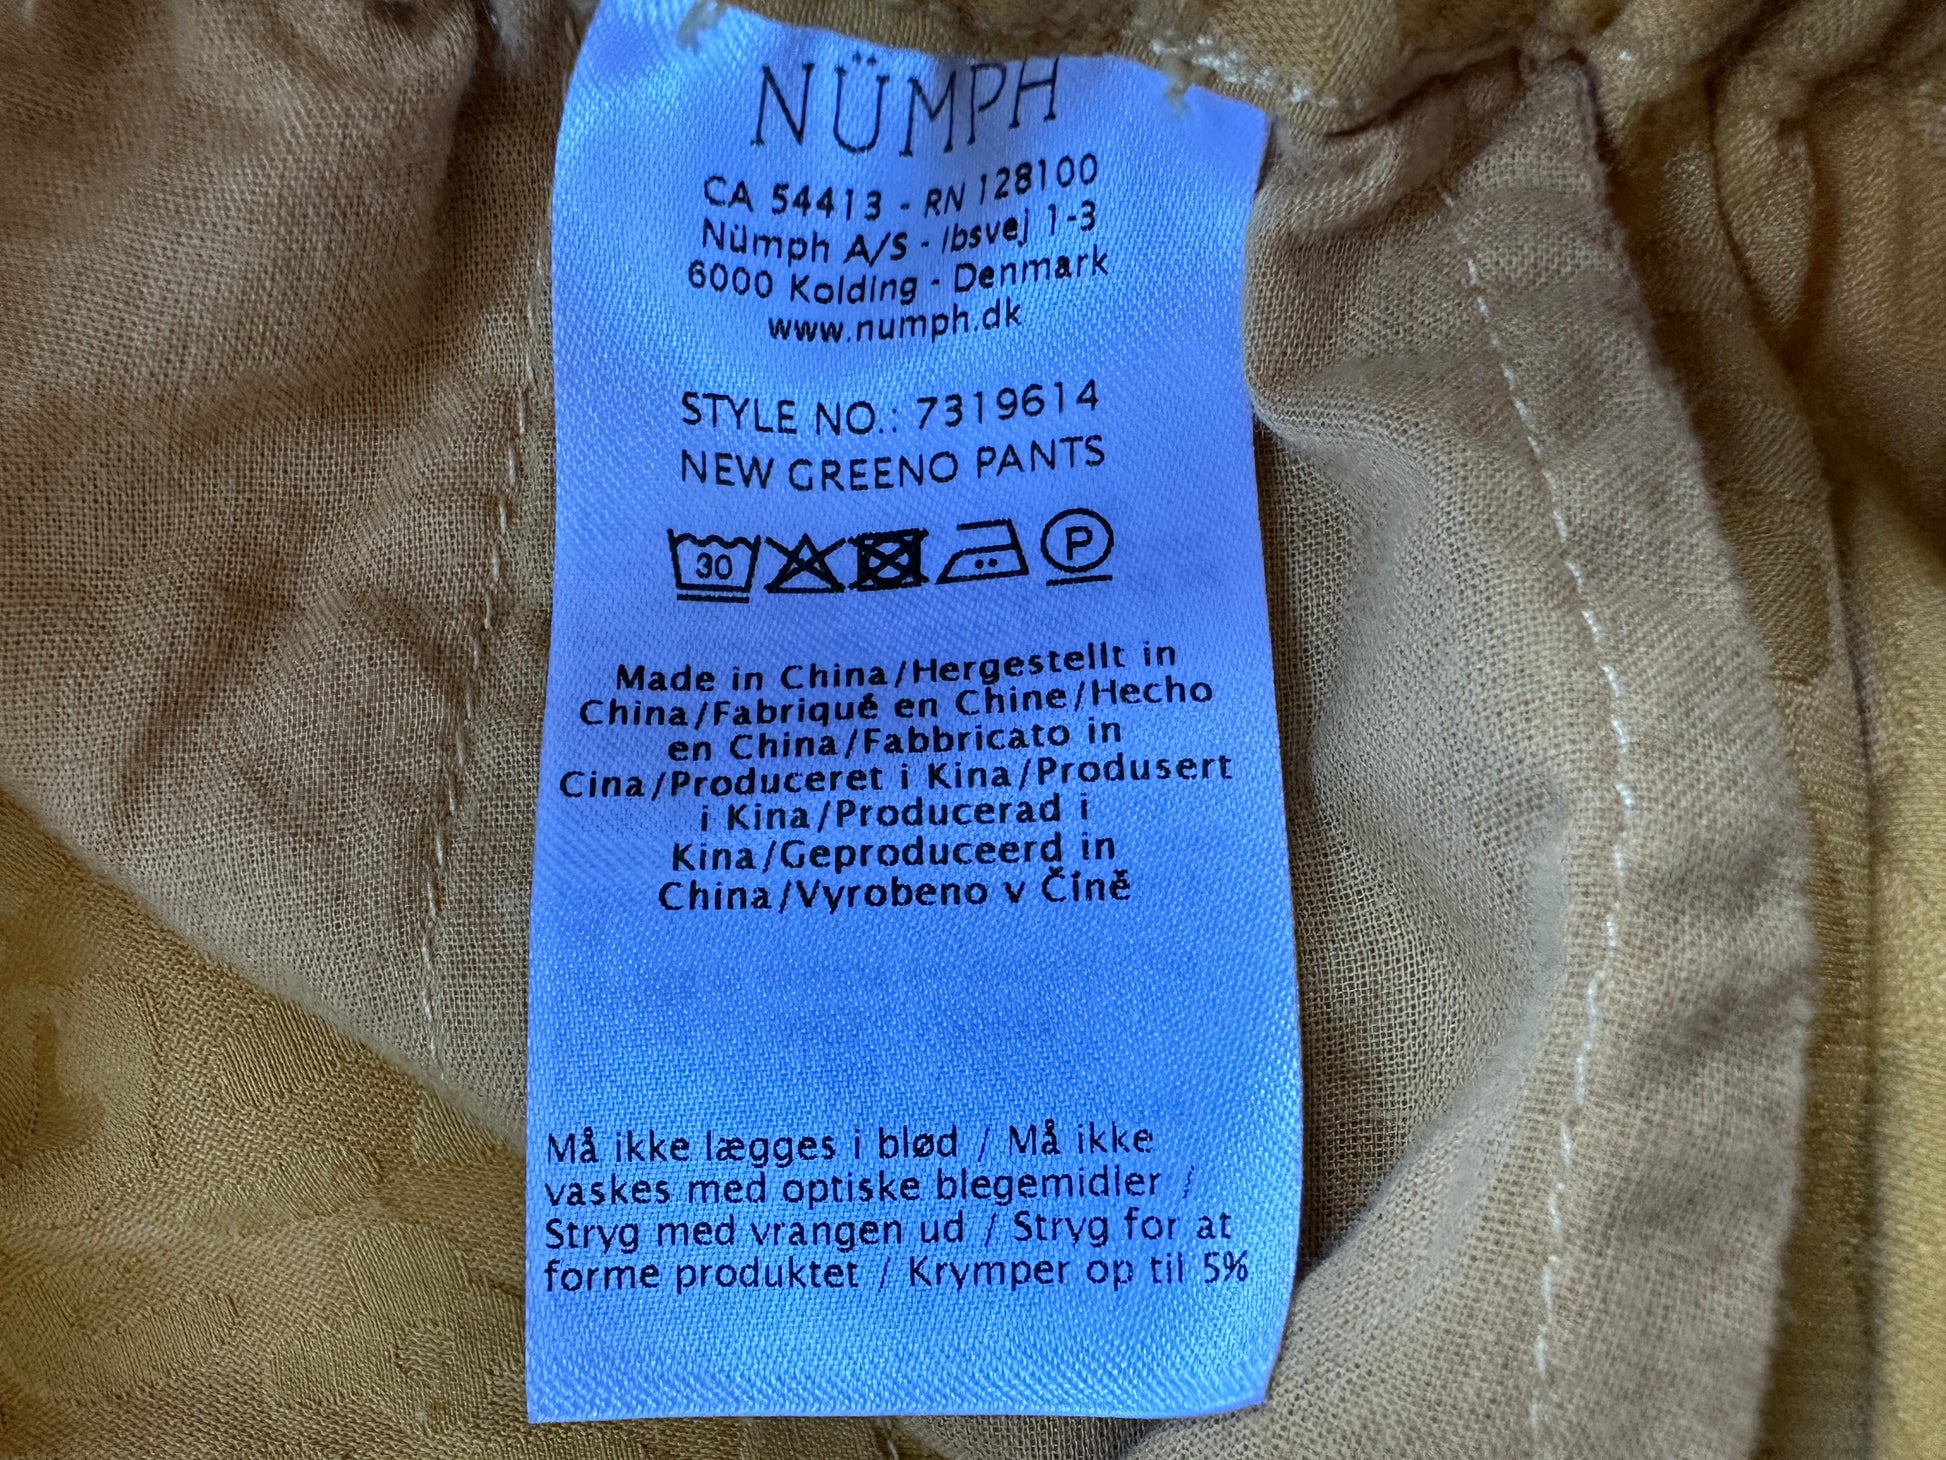 NÜMPH
CA 54413 - RN 128100
Nümph A/S - Ibsvej 1-3
6000 Kolding - Denmark
www.numph.dk
STYLE NO.: 7319614
NEW GREENO PANTS
30 P
Made in China/Hergestellt in
China/Fabriqué en Chine/Hecho
en China/Fabbricato in
Cina/Produceret i Kina/Produsert
i Kina/Producerad i
Kina/Geproduceerd in
China/Vyrobeno v Číně
Må ikke lægges i blød / Må ikke
vaskes med optiske blegemidler /
Stryg med vrangen ud / Stryg for at
forme produktet / Krymper op til 5%